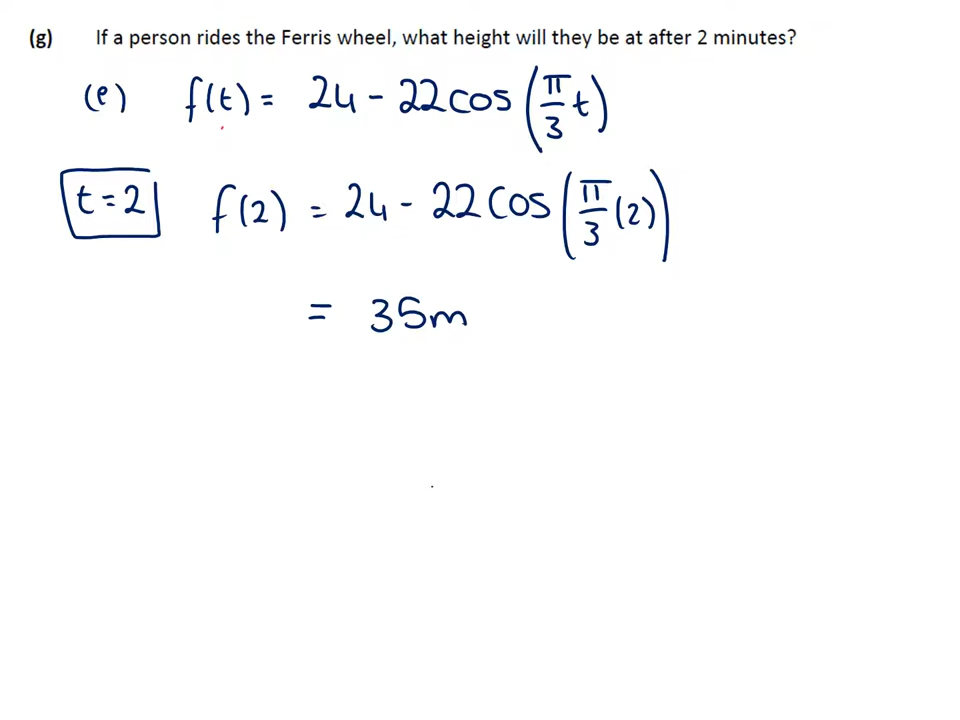 (g) If a person rides the Ferris wheel, what height will they be at after 2 minutes?
(e) f(t) = 24 - 22cos(π/3 t)
t = 2 f(2) = 24 - 22cos(π/3 (2))
= 35m